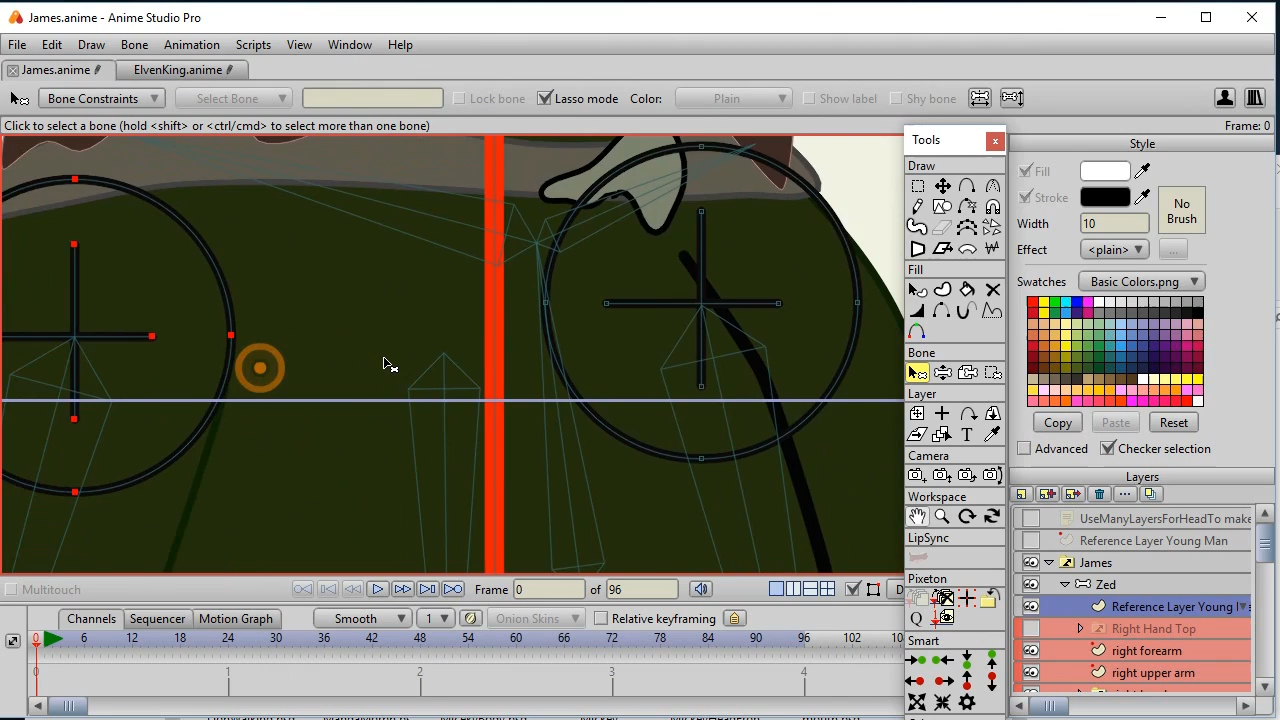 James.anime - Anime Studio Pro
File Edit Draw Bone Animation Scripts View Window Help
James.anime ElvenKing.anime
Bone Constraints Select Bone Lock bone Lasso mode Color: Plain Show label Shy bone
Click to select a bone (hold <shift> or <ctrl/cmd> to select more than one bone) Frame: 0
Tools
Draw
Fill
Bone
Layer
T
Camera
Workspace
LipSync
Pixeton
Q
Smart
Style
Fill
Stroke
No Brush
Width 10
Effect <plain> ...
Swatches Basic Colors.png
Copy Paste Reset
Advanced Checker selection
Layers
UseManyLayersForHeadTo make
Reference Layer Young Man
James
Zed
Reference Layer Young
Right Hand Top
right forearm
right upper arm
Multitouch Frame 0 of 96
Channels Sequencer Motion Graph Smooth 1 Onion Skins Relative keyframing
0 6 12 18 24 30 36 42 48 54 60 66 72 78 84 90 96 102
0 1 2 3 4